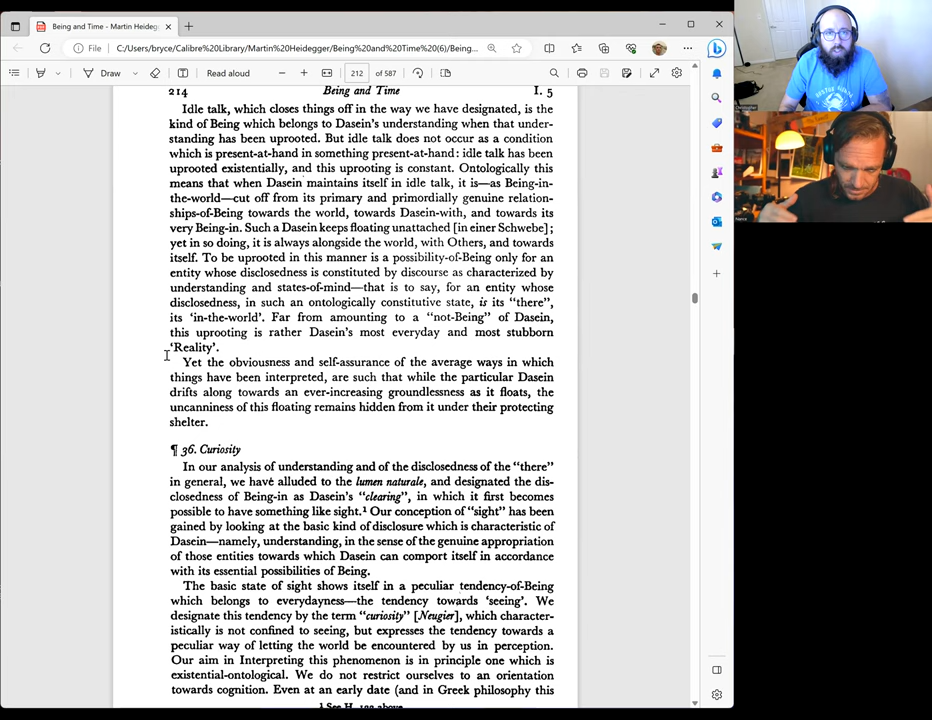 Being and Time - Martin Heideg
File
C:/Users/bryce/Calibre%20Library/Martin%20Heidegger/Being%20and%20Time%20(6)/Being...
Draw
Read aloud
212
of 587
214
Being and Time
I. 5
Idle talk, which closes things off in the way we have designated, is the
kind of Being which belongs to Dasein's understanding when that under-
standing has been uprooted. But idle talk does not occur as a condition
which is present-at-hand in something present-at-hand: idle talk has been
uprooted existentially, and this uprooting is constant. Ontologically this
means that when Dasein maintains itself in idle talk, it is—as Being-in-
the-world—cut off from its primary and primordially genuine relation-
ships-of-Being towards the world, towards Dasein-with, and towards its
very Being-in. Such a Dasein keeps floating unattached [in einer Schwebe];
yet in so doing, it is always alongside the world, with Others, and towards
itself. To be uprooted in this manner is a possibility-of-Being only for an
entity whose disclosedness is constituted by discourse as characterized by
understanding and states-of-mind—that is to say, for an entity whose
disclosedness, in such an ontologically constitutive state, is its "there",
its 'in-the-world'. Far from amounting to a "not-Being" of Dasein,
this uprooting is rather Dasein's most everyday and most stubborn
'Reality'.
Yet the obviousness and self-assurance of the average ways in which
things have been interpreted, are such that while the particular Dasein
drifts along towards an ever-increasing groundlessness as it floats, the
uncanniness of this floating remains hidden from it under their protecting
shelter.
¶ 36. Curiosity
In our analysis of understanding and of the disclosedness of the "there"
in general, we have alluded to the lumen naturale, and designated the dis-
closedness of Being-in as Dasein's "clearing", in which it first becomes
possible to have something like sight.¹ Our conception of "sight" has been
gained by looking at the basic kind of disclosure which is characteristic of
Dasein—namely, understanding, in the sense of the genuine appropriation
of those entities towards which Dasein can comport itself in accordance
with its essential possibilities of Being.
The basic state of sight shows itself in a peculiar tendency-of-Being
which belongs to everydayness—the tendency towards 'seeing'. We
designate this tendency by the term "curiosity" [Neugier], which character-
istically is not confined to seeing, but expresses the tendency towards a
peculiar way of letting the world be encountered by us in perception.
Our aim in Interpreting this phenomenon is in principle one which is
existential-ontological. We do not restrict ourselves to an orientation
towards cognition. Even at an early date (and in Greek philosophy this